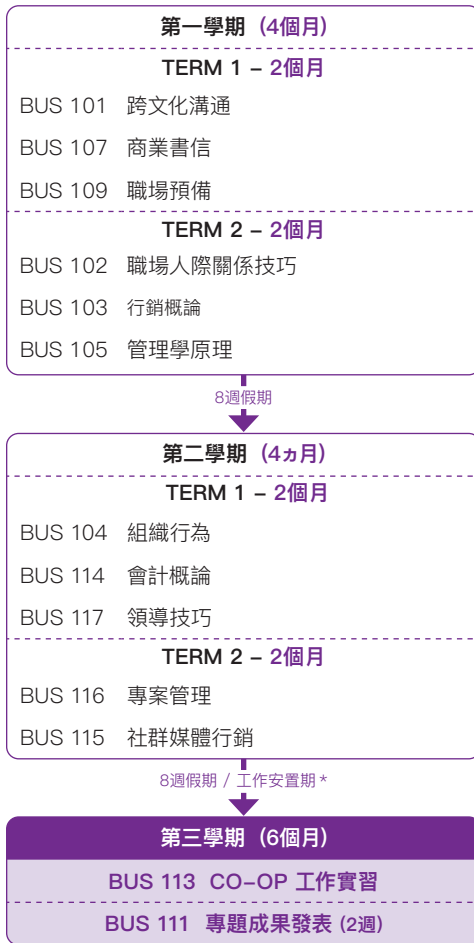 第一學期 (4個月)
TERM 1 – 2個月
BUS 101 跨文化溝通
BUS 107 商業書信
BUS 109 職場預備
TERM 2 – 2個月
BUS 102 職場人際關係技巧
BUS 103 行銷概論
BUS 105 管理學原理
8週假期
第二學期 (4ヵ月)
TERM 1 – 2個月
BUS 104 組織行為
BUS 114 會計概論
BUS 117 領導技巧
TERM 2 – 2個月
BUS 116 專案管理
BUS 115 社群媒體行銷
8週假期 / 工作安置期 *
第三學期 (6個月)
BUS 113 CO–OP 工作實習
BUS 111 專題成果發表 (2週)